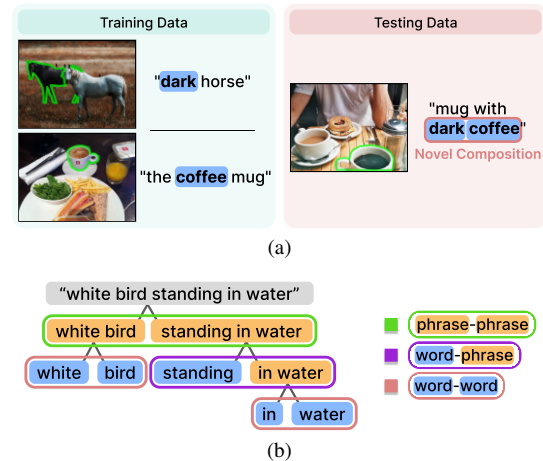 Training Data
Testing Data
"dark horse"
"the coffee mug"
"mug with
dark coffee"
Novel Composition
(a)
"white bird standing in water"
white bird standing in water
white bird standing in water
in water
phrase-phrase
word-phrase
word-word
(b)